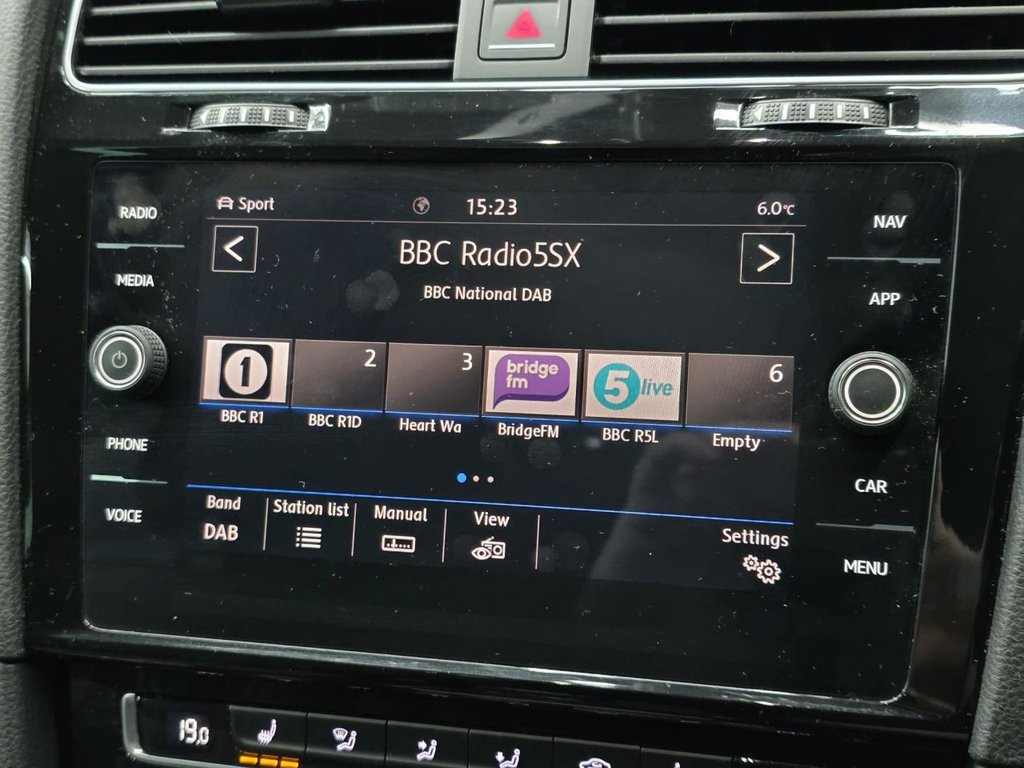 RADIO
MEDIA
PHONE
VOICE
Sport 15:23 6.0°C
< BBC Radio5SX >
BBC National DAB
1 2 3 bridge fm 5 live 6
BBC R1 BBC R1D Heart Wa BridgeFM BBC R5L Empty
Band Station list Manual View Settings
DAB
NAV
APP
CAR
MENU
19.0